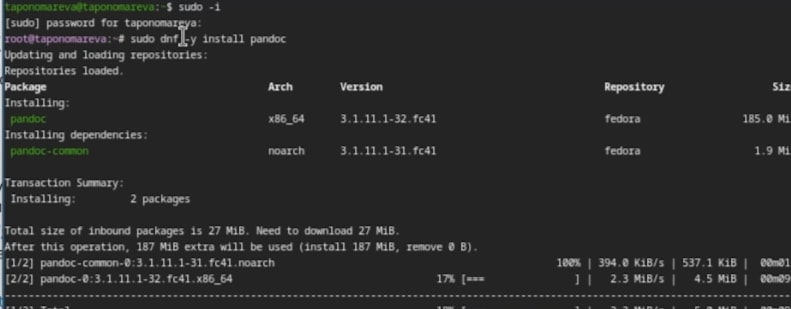 taponomareva@taponomareva:~$ sudo -i
[sudo] password for taponomareva:
root@taponomareva:~# sudo dnf -y install pandoc
Updating and loading repositories:
Repositories loaded.
Package Arch Version Repository Siz
Installing:
pandoc x86_64 3.1.11.1-32.fc41 fedora 185.0 Mi
Installing dependencies:
pandoc-common noarch 3.1.11.1-31.fc41 fedora 1.9 Mi
Transaction Summary:
Installing: 2 packages
Total size of inbound packages is 27 MiB. Need to download 27 MiB.
After this operation, 187 MiB extra will be used (install 187 MiB, remove 0 B).
[1/2] pandoc-common-0:3.1.11.1-31.fc41.noarch 100% | 394.0 KiB/s | 537.1 KiB | 00m01
[2/2] pandoc-0:3.1.11.1-32.fc41.x86_64 17% [=== ] | 2.3 MiB/s | 4.5 MiB | 00m09